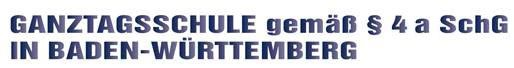 GANZTAGSSCHULE gemäß § 4 a SchG
IN BADEN-WÜRTTEMBERG